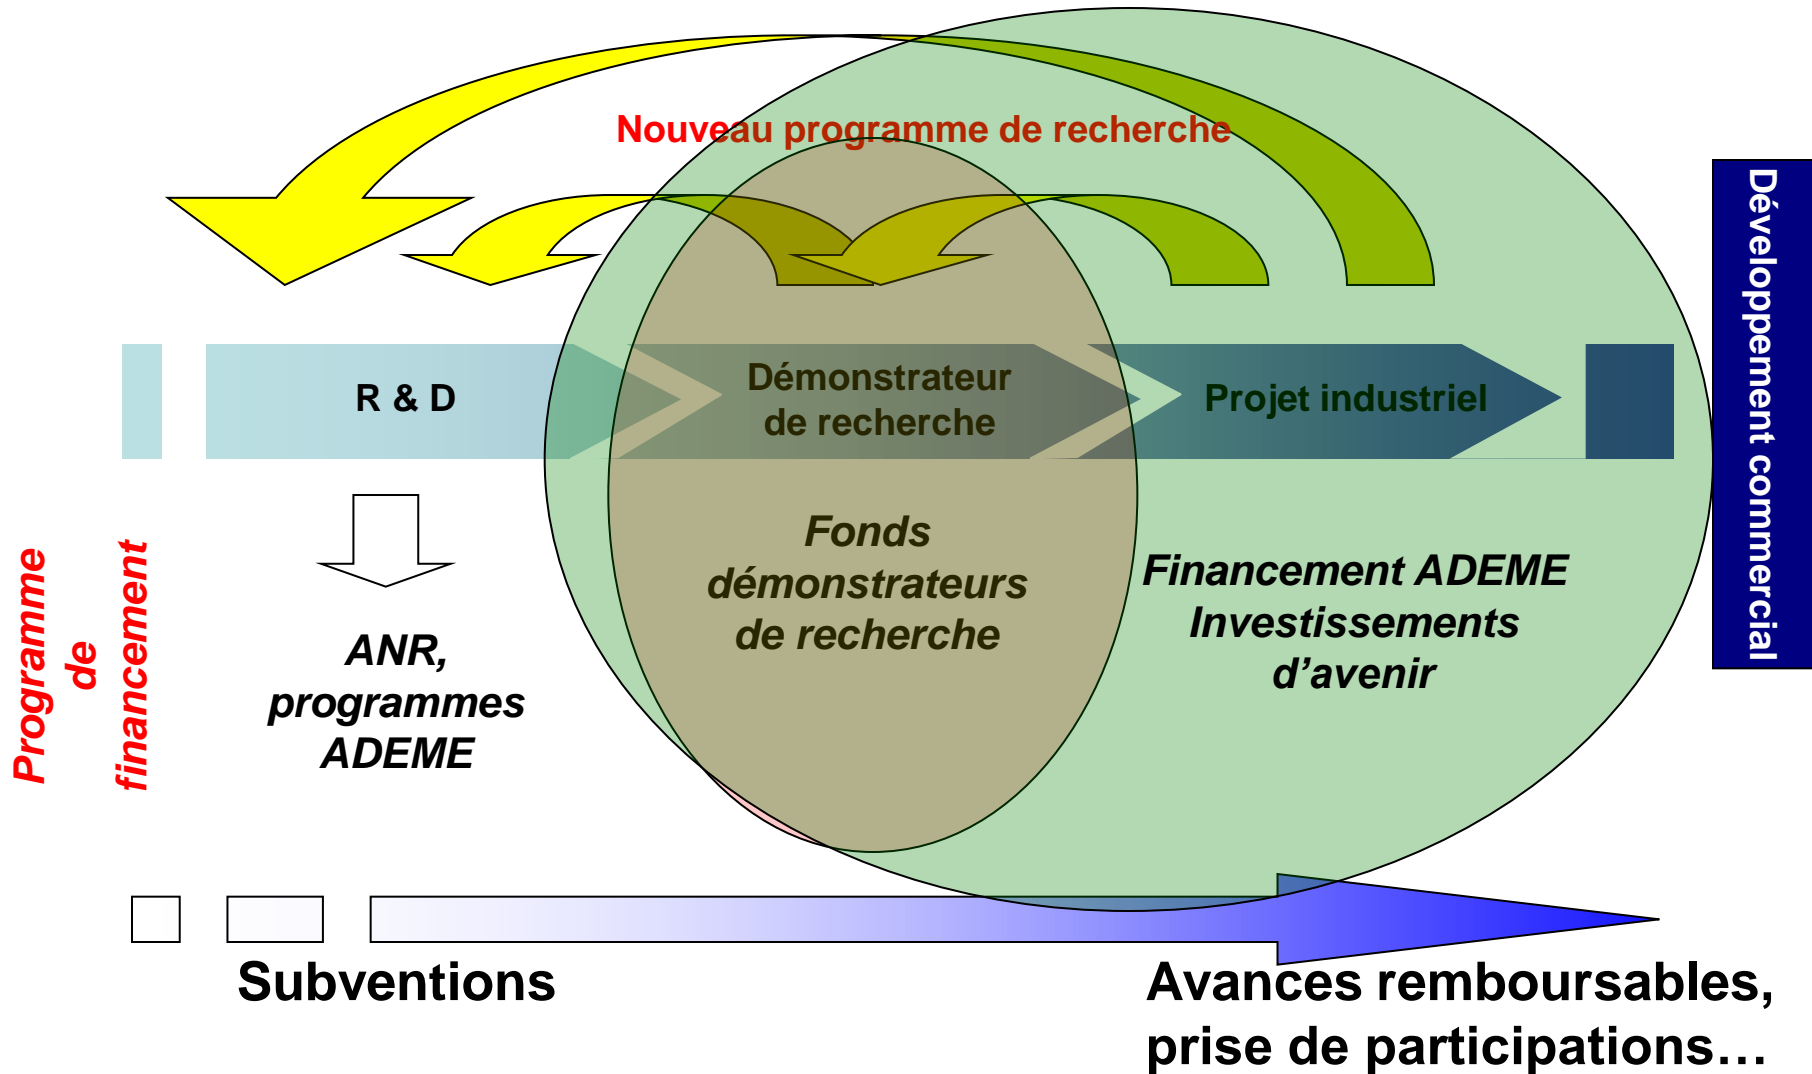 Nouveau programme de recherche
R & D
Démonstrateur
de recherche
Projet industriel
Développement commercial
Programme
de
financement
ANR,
programmes
ADEME
Fonds
démonstrateurs
de recherche
Financement ADEME
Investissements
d’avenir
Subventions
Avances remboursables,
prise de participations…